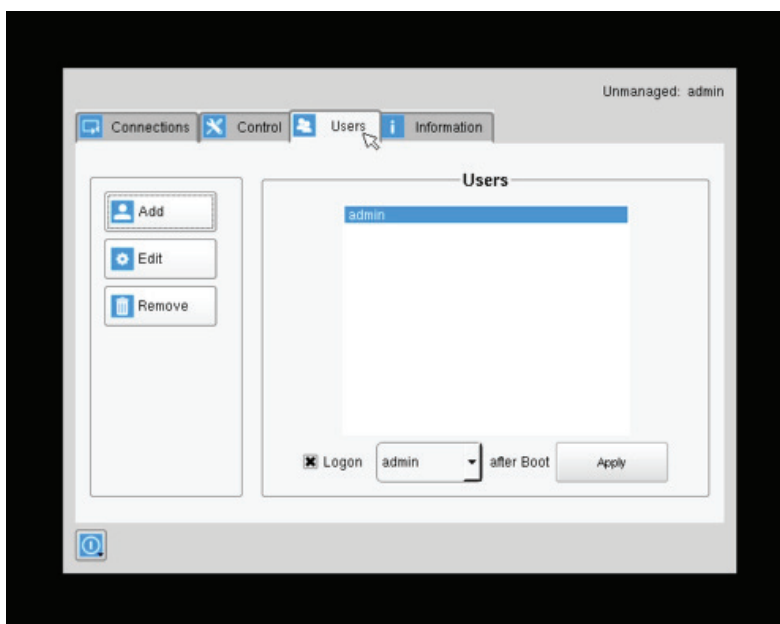 Unmanaged: admin
Connections Control Users Information
Users
Add
Edit
Remove
admin
Logon admin after Boot Apply